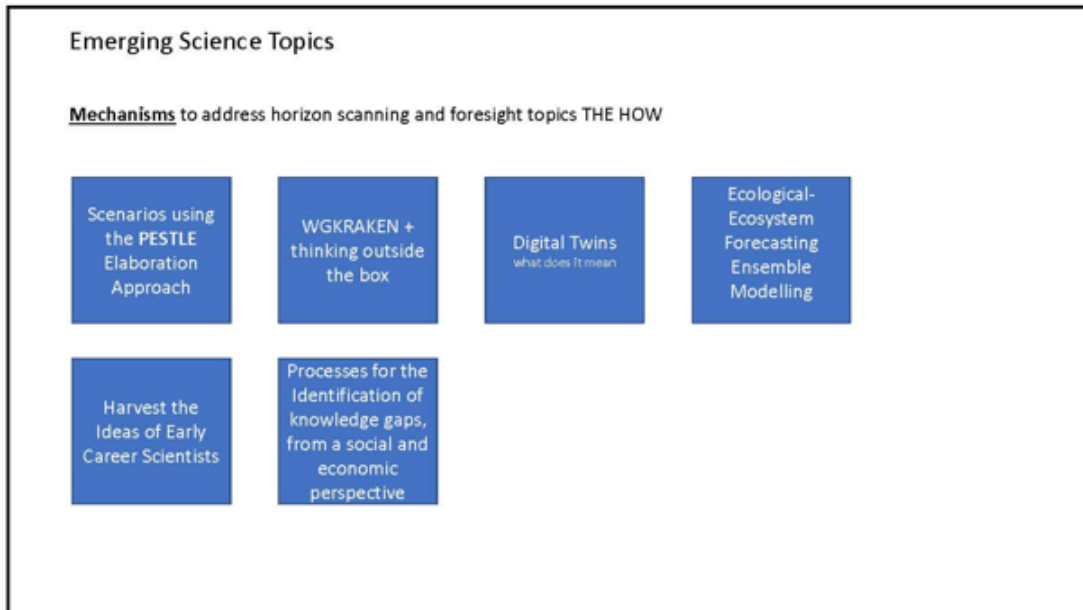 Emerging Science Topics
Mechanisms to address horizon scanning and foresight topics THE HOW
Scenarios using
the PESTLE
Elaboration
Approach
WGKRAKEN +
thinking outside
the box
Digital Twins
what does it mean
Ecological-
Ecosystem
Forecasting
Ensemble
Modelling
Harvest the
Ideas of Early
Career Scientists
Processes for the
Identification of
knowledge gaps,
from a social and
economic
perspective